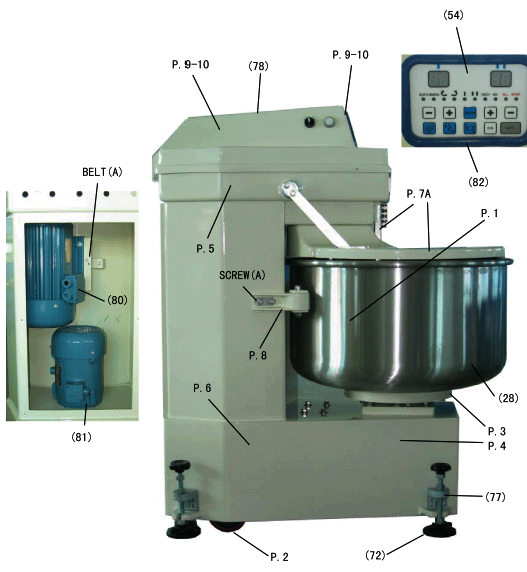 (54)
P.9-10
(78)
P.9-10
(82)
BELT(A)
P.7A
P.1
P.5
SCREW(A)
(80)
P.8
P.6
(28)
P.3
(81)
P.4
(77)
P.2
(72)